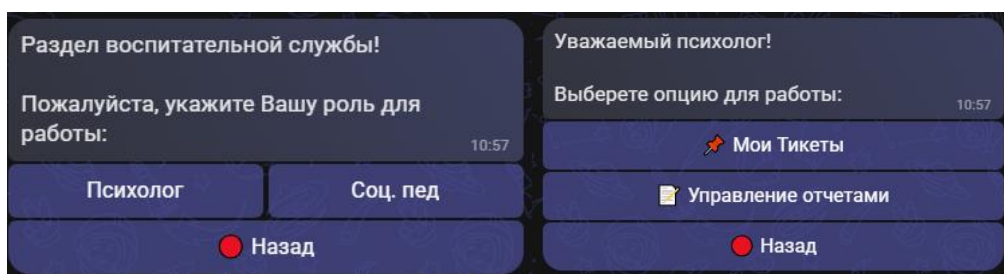 Раздел воспитательной службы!
Пожалуйста, укажите Вашу роль для
работы:
10:57
Психолог
Соц. пед
Назад
Уважаемый психолог!
Выберете опцию для работы:
10:57
Мои Тикеты
Управление отчетами
Назад